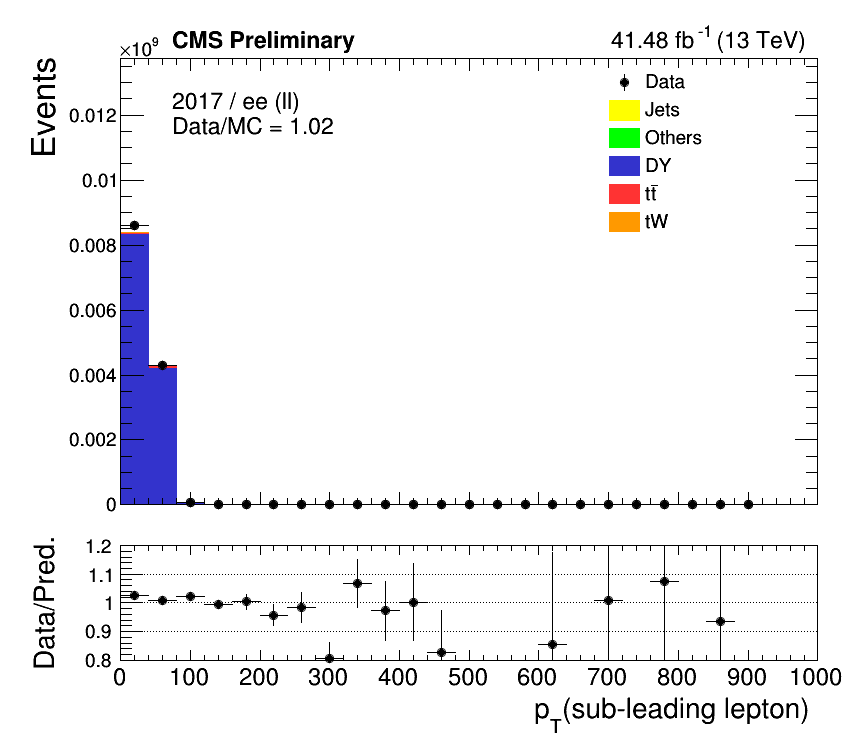 ×10⁹ CMS Preliminary 41.48 fb⁻¹ (13 TeV)
Events
2017 / ee (ll)
Data/MC = 1.02
Data
Jets
Others
DY
tt̄
tW
0.012
0.01
0.008
0.006
0.004
0.002
0
Data/Pred.
1.2
1.1
1
0.9
0.8
0 100 200 300 400 500 600 700 800 900 1000
p_T(sub-leading lepton)